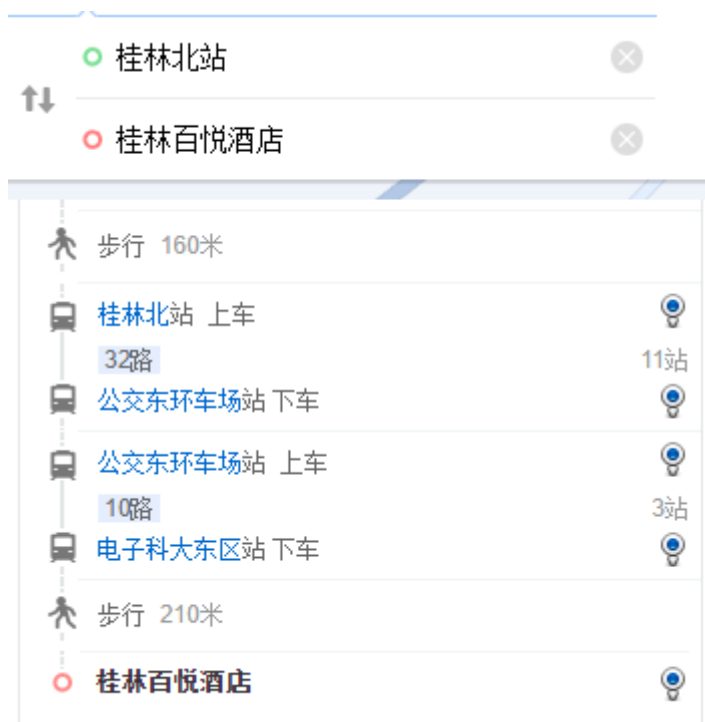 桂林北站
桂林百悦酒店
步行 160米
桂林北站 上车
32路 11站
公交东环车场站 下车
公交东环车场站 上车
10路 3站
电子科大东区站 下车
步行 210米
桂林百悦酒店